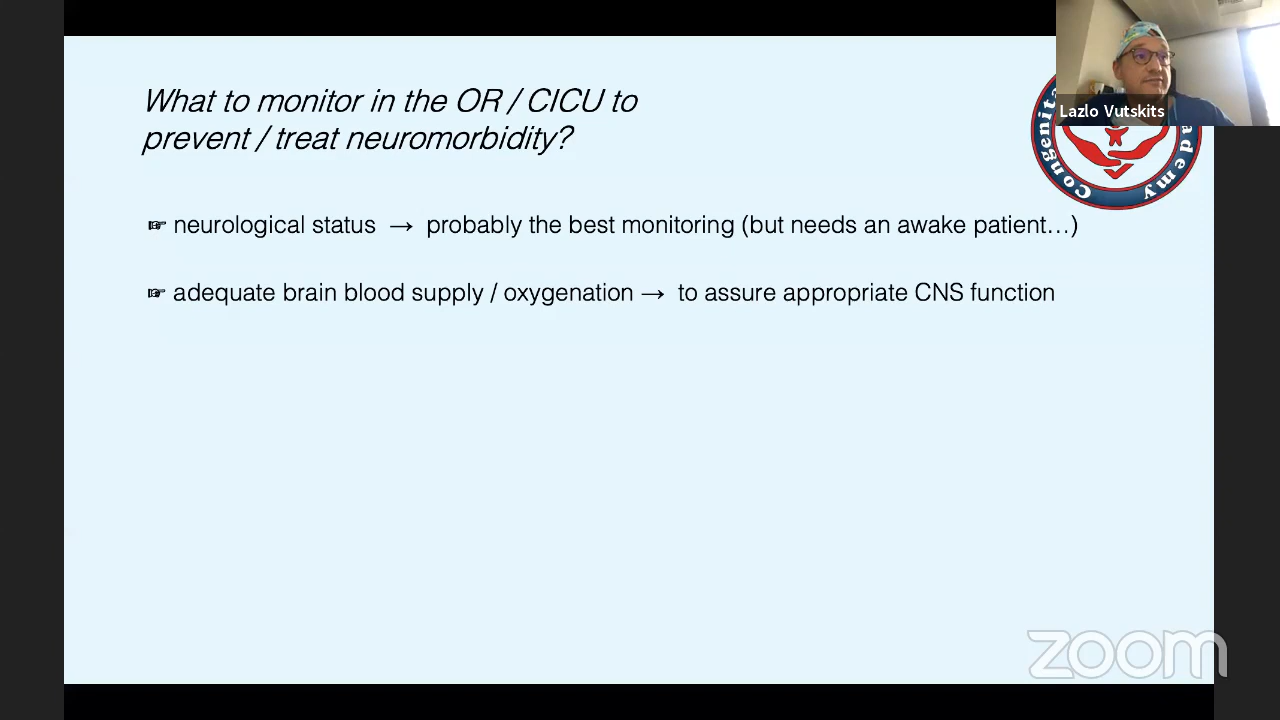 What to monitor in the OR / CICU to
prevent / treat neuromorbidity?
Lazlo Vutskits
☞ neurological status → probably the best monitoring (but needs an awake patient…)
☞ adequate brain blood supply / oxygenation → to assure appropriate CNS function
zoom